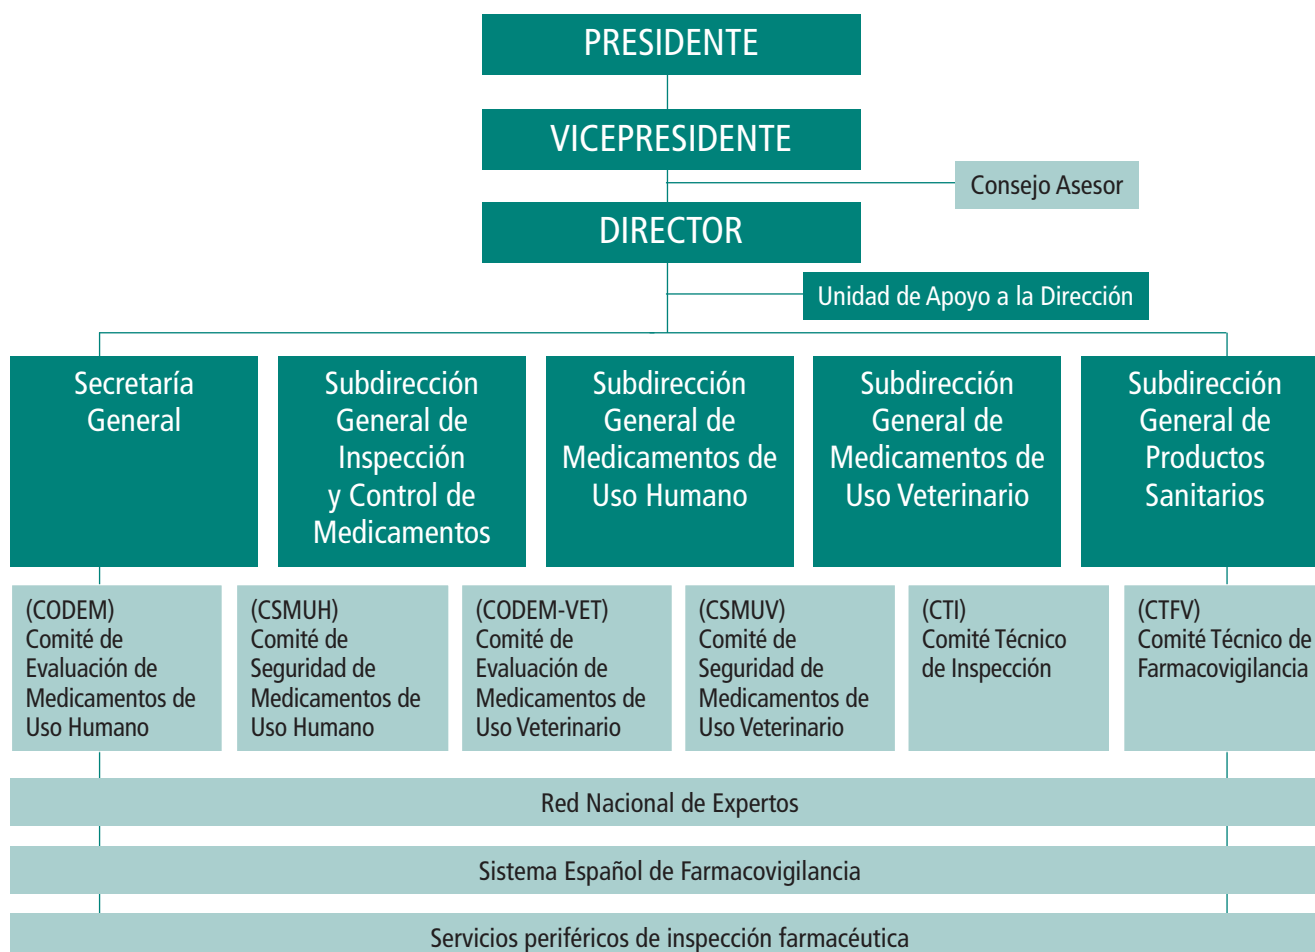 PRESIDENTE
VICEPRESIDENTE
Consejo Asesor
DIRECTOR
Unidad de Apoyo a la Dirección
Secretaría
General
Subdirección
General de
Inspección
y Control de
Medicamentos
Subdirección
General de
Medicamentos de
Uso Humano
Subdirección
General de
Medicamentos de
Uso Veterinario
Subdirección
General de
Productos
Sanitarios
(CODEM)
Comité de
Evaluación de
Medicamentos de
Uso Humano
(CSMUH)
Comité de
Seguridad de
Medicamentos de
Uso Humano
(CODEM-VET)
Comité de
Evaluación de
Medicamentos de
Uso Veterinario
(CSMUV)
Comité de
Seguridad de
Medicamentos de
Uso Veterinario
(CTI)
Comité Técnico
de Inspección
(CTFV)
Comité Técnico de
Farmacovigilancia
Red Nacional de Expertos
Sistema Español de Farmacovigilancia
Servicios periféricos de inspección farmacéutica